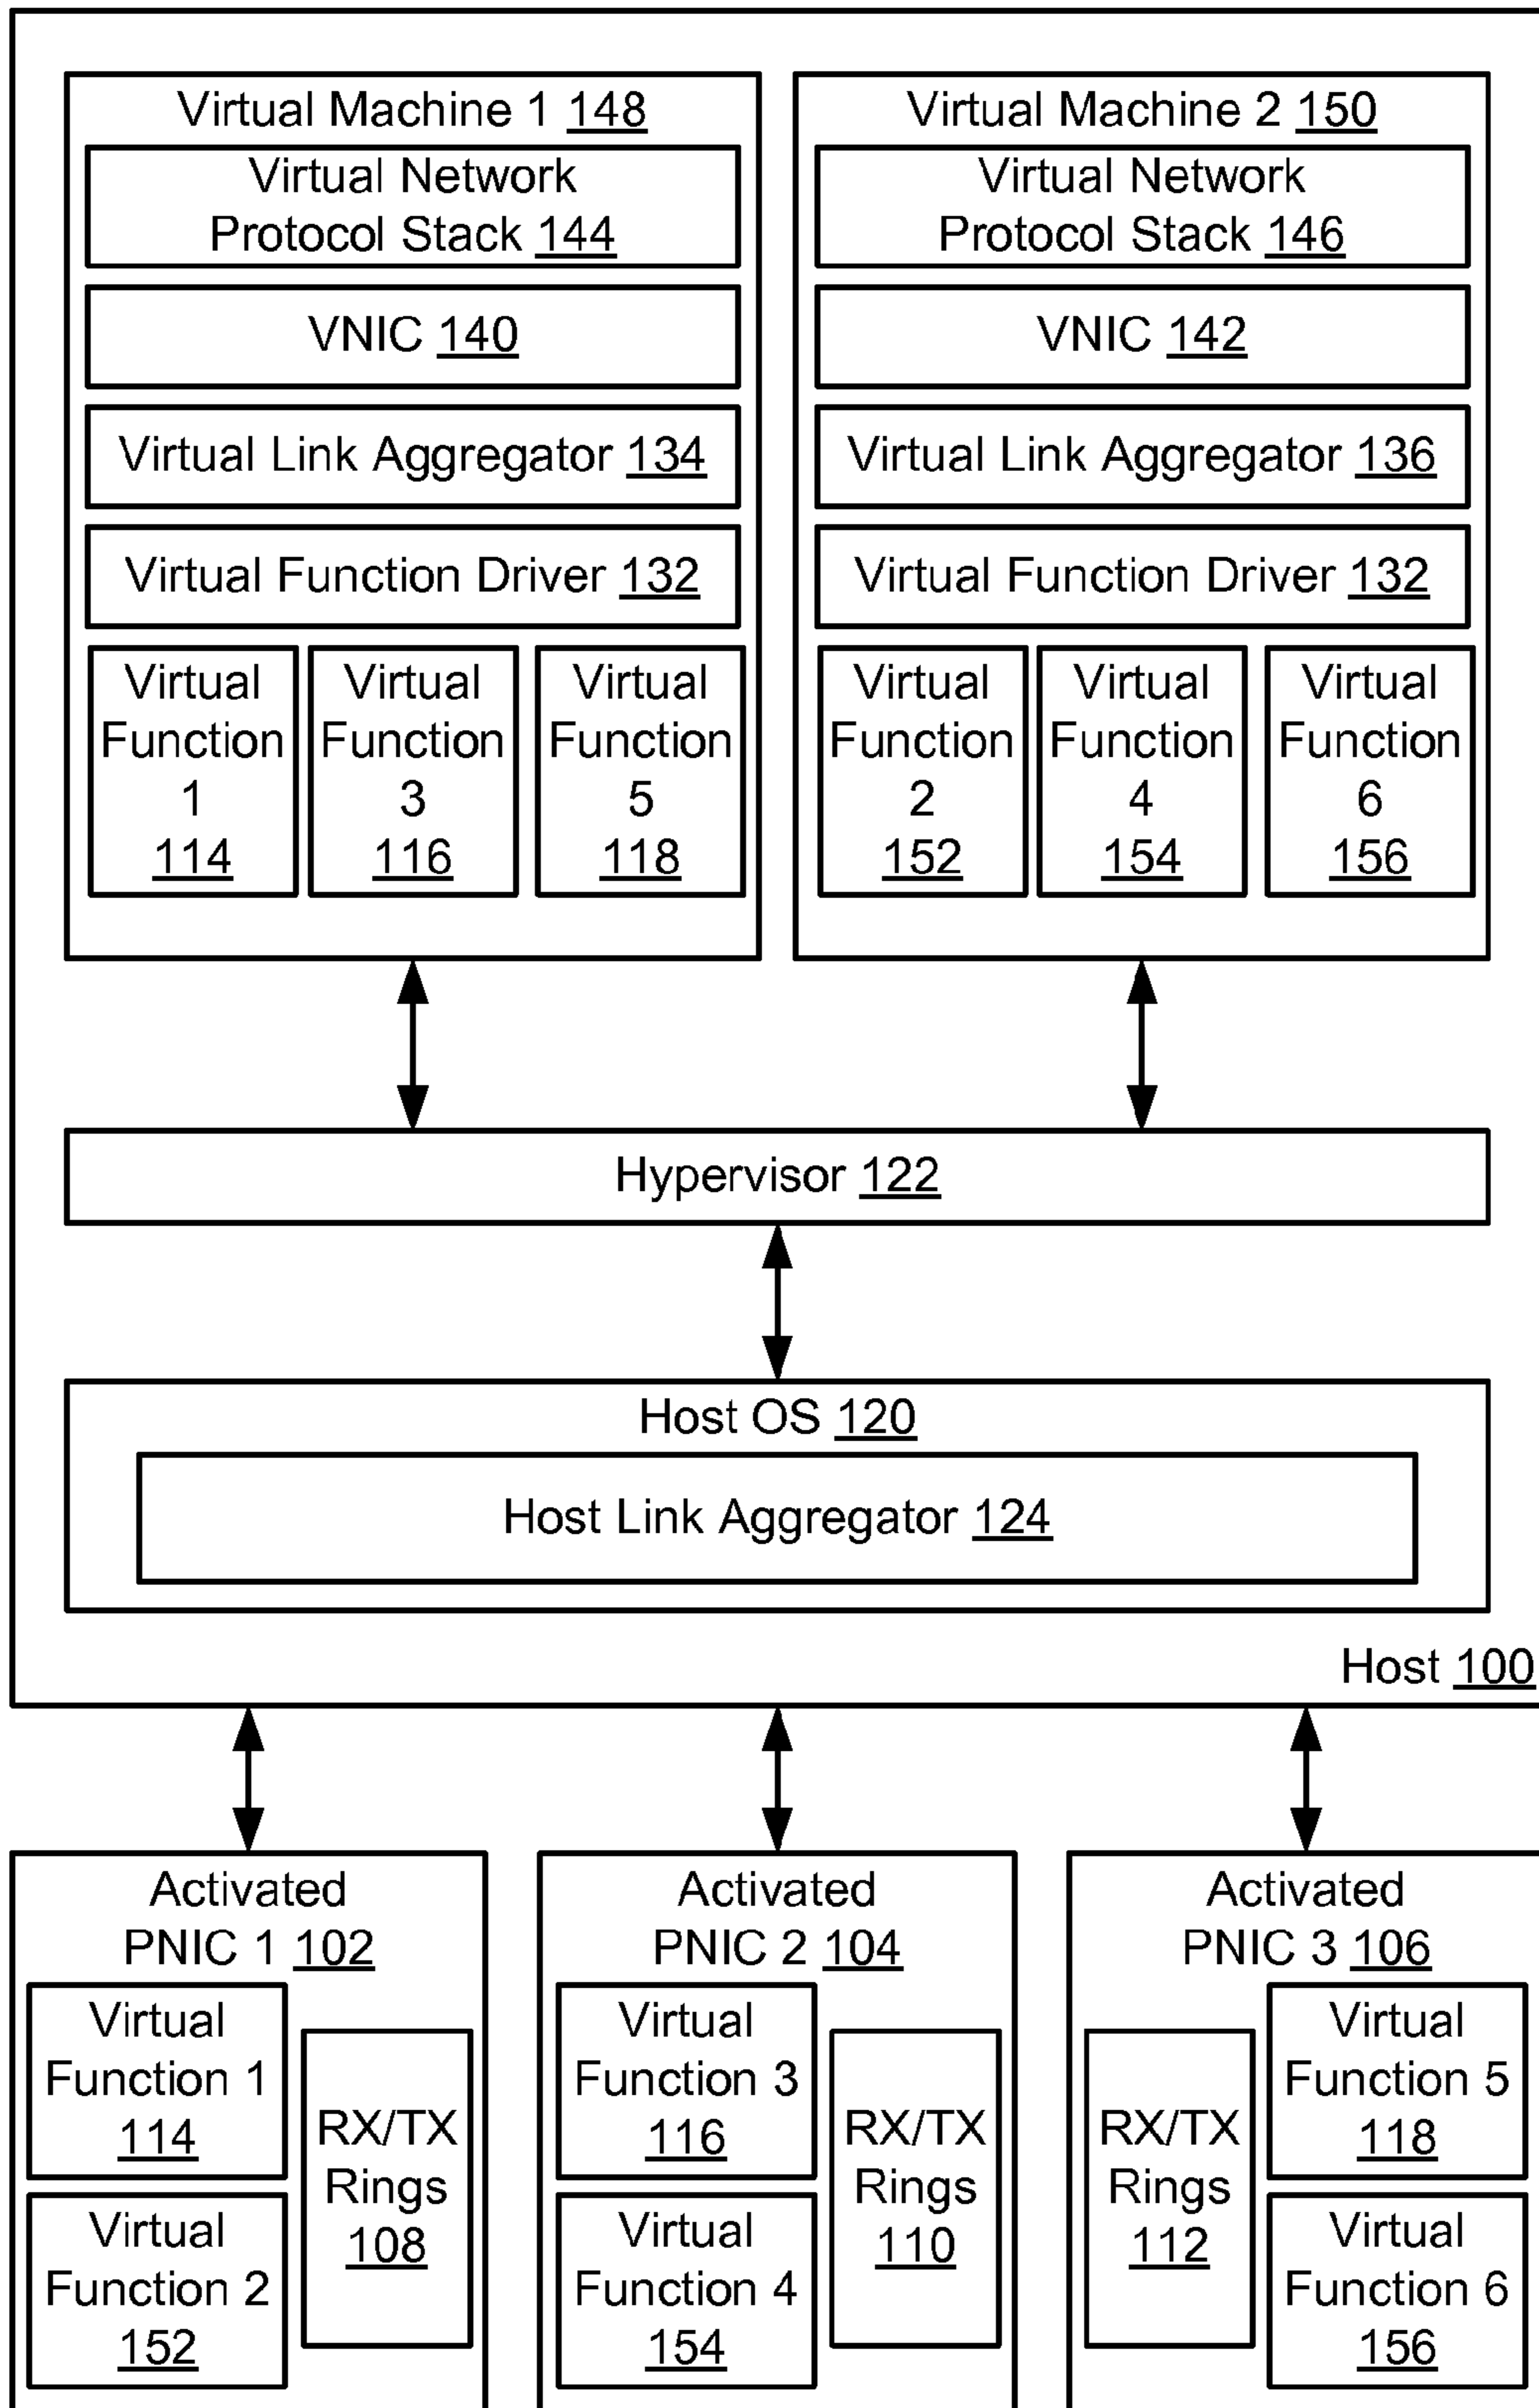 Virtual Machine 1 148
Virtual Network
Protocol Stack 144
VNIC 140
Virtual Link Aggregator 134
Virtual Function Driver 132
Virtual
Function
1
114
Virtual
Function
3
116
Virtual
Function
5
118
Virtual Machine 2 150
Virtual Network
Protocol Stack 146
VNIC 142
Virtual Link Aggregator 136
Virtual Function Driver 132
Virtual
Function
2
152
Virtual
Function
4
154
Virtual
Function
6
156
Hypervisor 122
Host OS 120
Host Link Aggregator 124
Host 100
Activated
PNIC 1 102
Virtual
Function 1
114
Virtual
Function 2
152
RX/TX
Rings
108
Activated
PNIC 2 104
Virtual
Function 3
116
Virtual
Function 4
154
RX/TX
Rings
110
Activated
PNIC 3 106
RX/TX
Rings
112
Virtual
Function 5
118
Virtual
Function 6
156